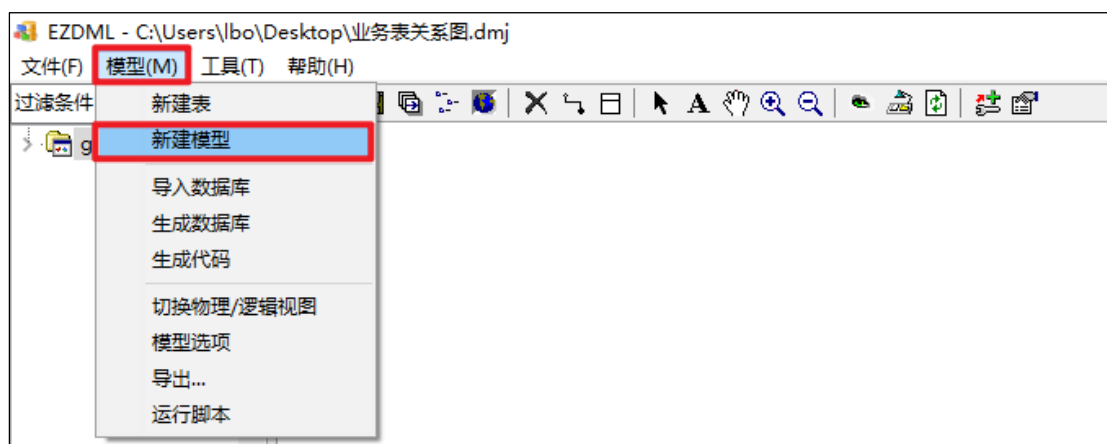 EZDML - C:\Users\lbo\Desktop\业务表关系图.dmj
文件(F) 模型(M) 工具(T) 帮助(H)
过滤条件
新建表
g
新建模型
导入数据库
生成数据库
生成代码
切换物理/逻辑视图
模型选项
导出...
运行脚本